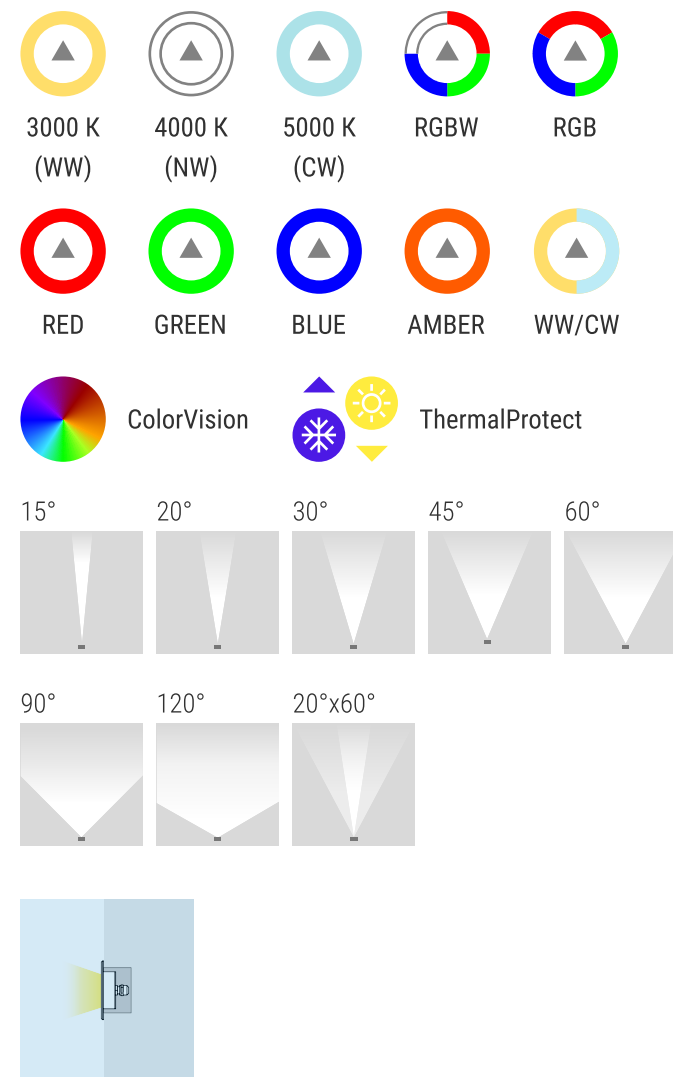 3000 K 4000 K 5000 K RGBW RGB
(WW) (NW) (CW)
RED GREEN BLUE AMBER WW/CW
ColorVision ThermalProtect
15° 20° 30° 45° 60°
90° 120° 20°x60°